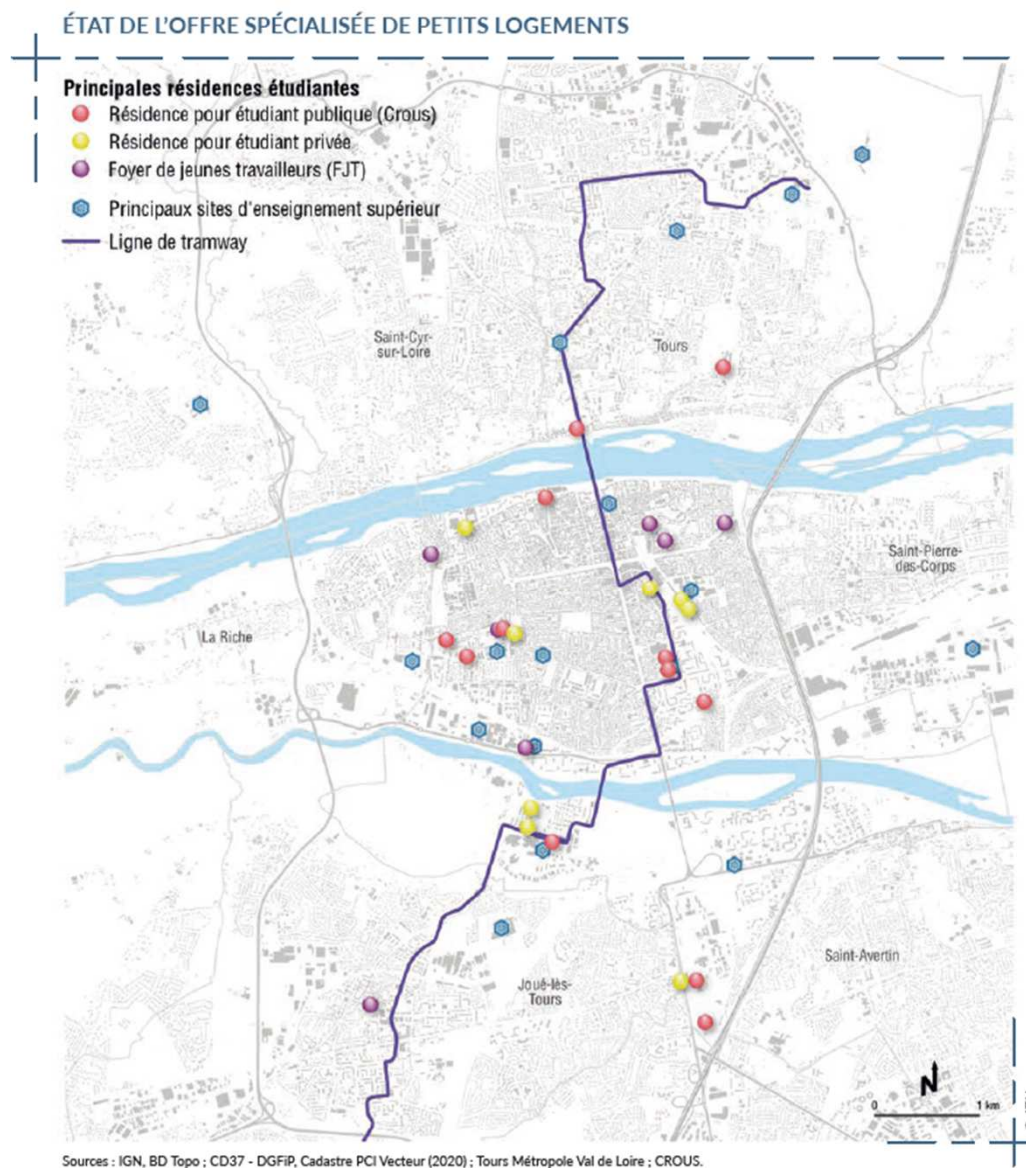 ÉTAT DE L'OFFRE SPÉCIALISÉE DE PETITS LOGEMENTS
Principales résidences étudiantes
Résidence pour étudiant publique (Crous)
Résidence pour étudiant privée
Foyer de jeunes travailleurs (FJT)
Principaux sites d'enseignement supérieur
Ligne de tramway
Saint-Cyr-
sur-Loire
Tours
Saint-Pierre-
des-Corps
La Riche
Saint-Avertin
Joué-lès-
Tours
N
0 1 km
Sources : IGN, BD Topo ; CD37 - DGFiP, Cadastre PCI Vecteur (2020) ; Tours Métropole Val de Loire ; CROUS.